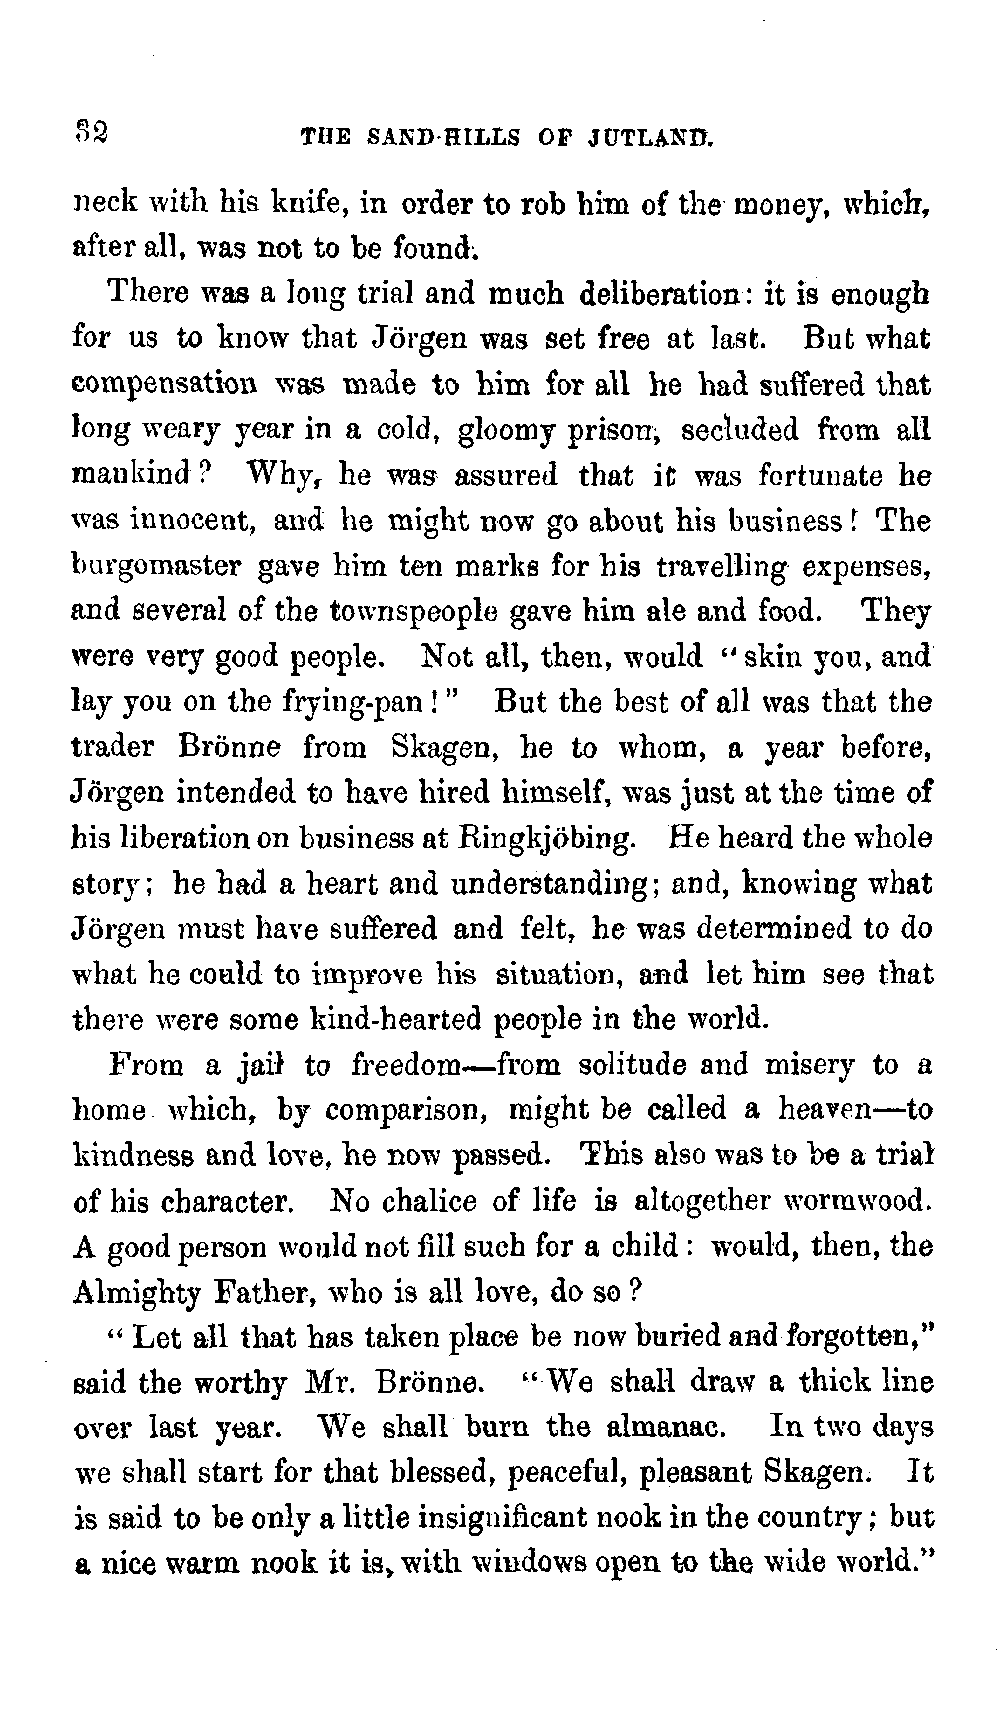 32 THE SAND-HILLS OF JUTLAND.
neck with his knife, in order to rob him of the money, which,
after all, was not to be found.
There was a long trial and much deliberation: it is enough
for us to know that Jörgen was set free at last. But what
compensation was made to him for all he had suffered that
long weary year in a cold, gloomy prison, secluded from all
mankind? Why, he was assured that it was fortunate he
was innocent, and he might now go about his business! The
burgomaster gave him ten marks for his travelling expenses,
and several of the townspeople gave him ale and food. They
were very good people. Not all, then, would "skin you, and
lay you on the frying-pan!" But the best of all was that the
trader Brönne from Skagen, he to whom, a year before,
Jörgen intended to have hired himself, was just at the time of
his liberation on business at Ringkjöbing. He heard the whole
story; he had a heart and understanding; and, knowing what
Jörgen must have suffered and felt, he was determined to do
what he could to improve his situation, and let him see that
there were some kind-hearted people in the world.
From a jail to freedom—from solitude and misery to a
home which, by comparison, might be called a heaven—to
kindness and love, he now passed. This also was to be a trial
of his character. No chalice of life is altogether wormwood.
A good person would not fill such for a child: would, then, the
Almighty Father, who is all love, do so?
"Let all that has taken place be now buried and forgotten,"
said the worthy Mr. Brönne. "We shall draw a thick line
over last year. We shall burn the almanac. In two days
we shall start for that blessed, peaceful, pleasant Skagen. It
is said to be only a little insignificant nook in the country; but
a nice warm nook it is, with windows open to the wide world."